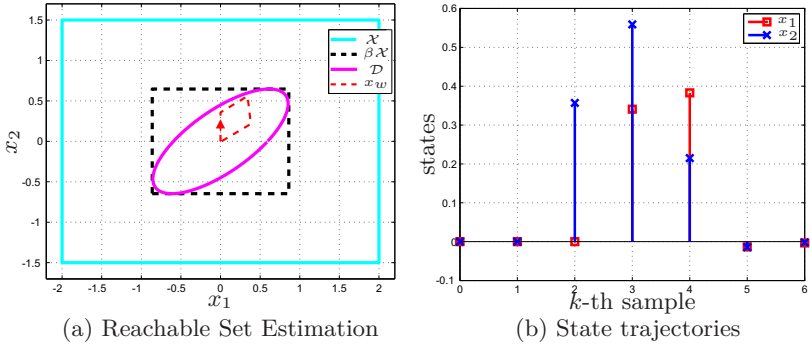 1.5
1
0.5
0
-0.5
-1
-1.5
x₂
-2 -1.5 -1 -0.5 0 0.5 1 1.5 2
x₁
𝒳
β𝒳
𝒟
x_w
(a) Reachable Set Estimation
0.6
0.5
0.4
0.3
0.2
0.1
0
-0.1
states
0 1 2 3 4 5 6
k-th sample
x₁
x₂
(b) State trajectories